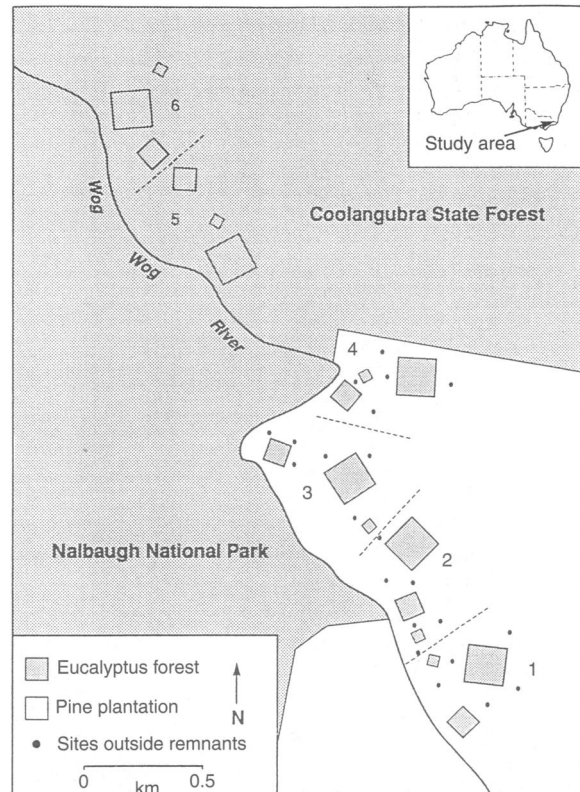 Study area
6
5
Coolangubra State Forest
Wog
Wog
River
4
3
Nalbaugh National Park
2
1
Eucalyptus forest
Pine plantation
N
Sites outside remnants
0 0.5
km